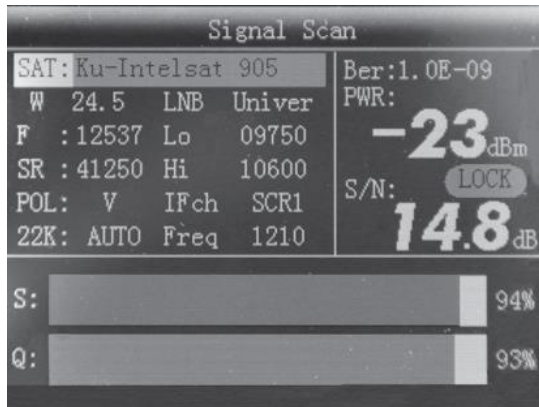 Signal Scan
SAT: Ku-Intelsat 905
W 24.5 LNB Univer
F :12537 Lo 09750
SR :41250 Hi 10600
POL: V IFch SCR1
22K: AUTO Freq 1210
Ber:1.0E-09
PWR:
-23dBm
S/N: LOCK
14.8dB
S: 94%
Q: 93%